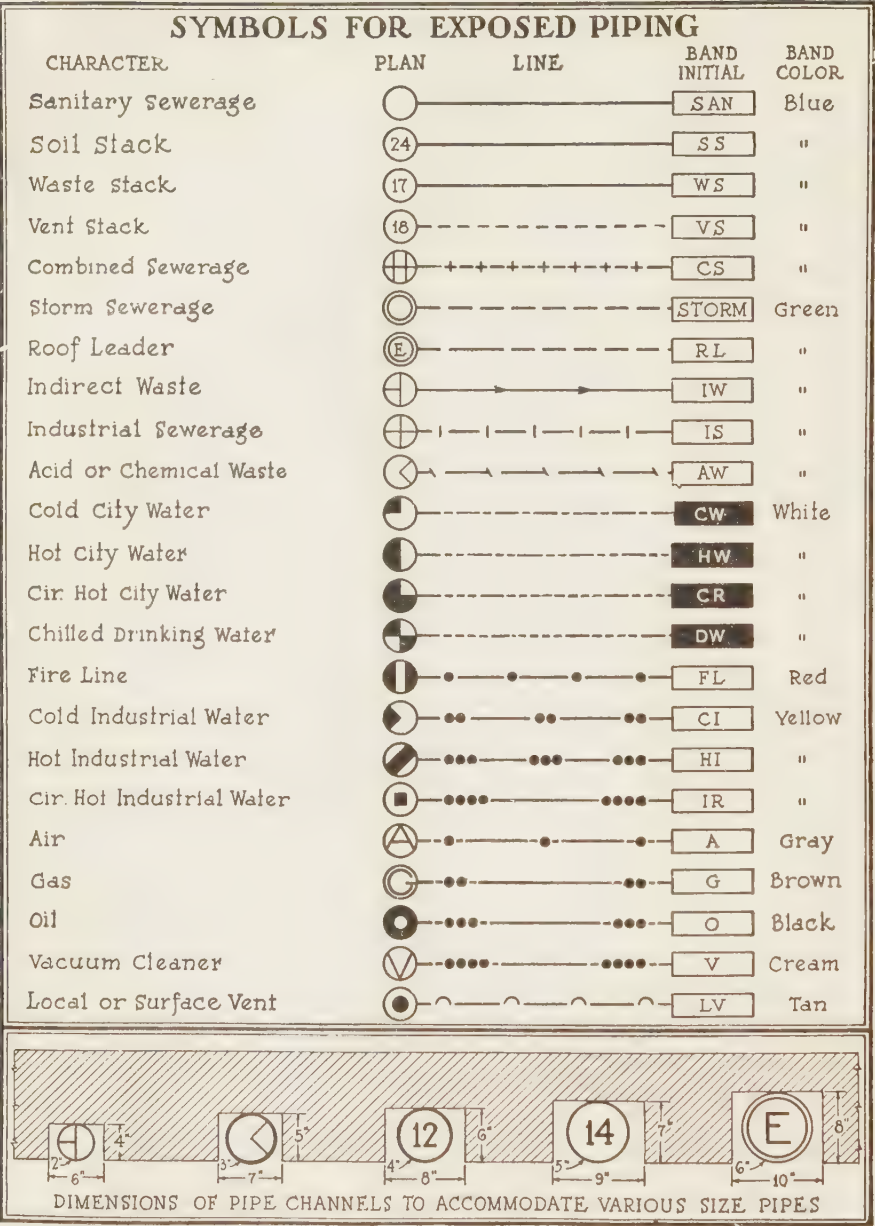 SYMBOLS FOR EXPOSED PIPING
CHARACTER PLAN LINE BAND INITIAL BAND COLOR
Sanitary Sewerage SAN Blue
Soil Stack 24 SS "
Waste Stack 17 WS "
Vent Stack 18 VS "
Combined Sewerage CS "
Storm Sewerage STORM Green
Roof Leader E RL "
Indirect Waste IW "
Industrial Sewerage IS "
Acid or Chemical Waste AW "
Cold City Water CW White
Hot City Water HW "
Cir. Hot City Water CR "
Chilled Drinking Water DW "
Fire Line FL Red
Cold Industrial Water CI Yellow
Hot Industrial Water HI "
Cir. Hot Industrial Water IR "
Air A Gray
Gas G Brown
Oil O Black
Vacuum Cleaner V Cream
Local or Surface Vent LV Tan
2" 4" 6"
3" 5" 7"
12 4" 6" 8"
14 5" 7" 9"
E 6" 8" 10"
DIMENSIONS OF PIPE CHANNELS TO ACCOMMODATE VARIOUS SIZE PIPES